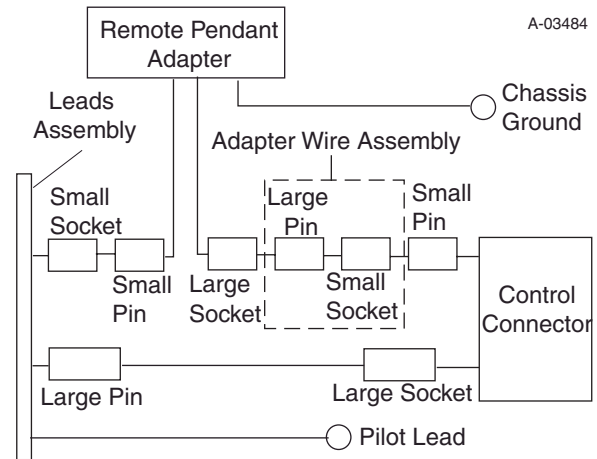 A-03484
Remote Pendant
Adapter
Leads
Assembly
Chassis
Ground
Adapter Wire Assembly
Small
Socket
Large
Pin
Small
Pin
Small
Pin
Large
Socket
Small
Socket
Control
Connector
Large Pin
Large Socket
Pilot Lead